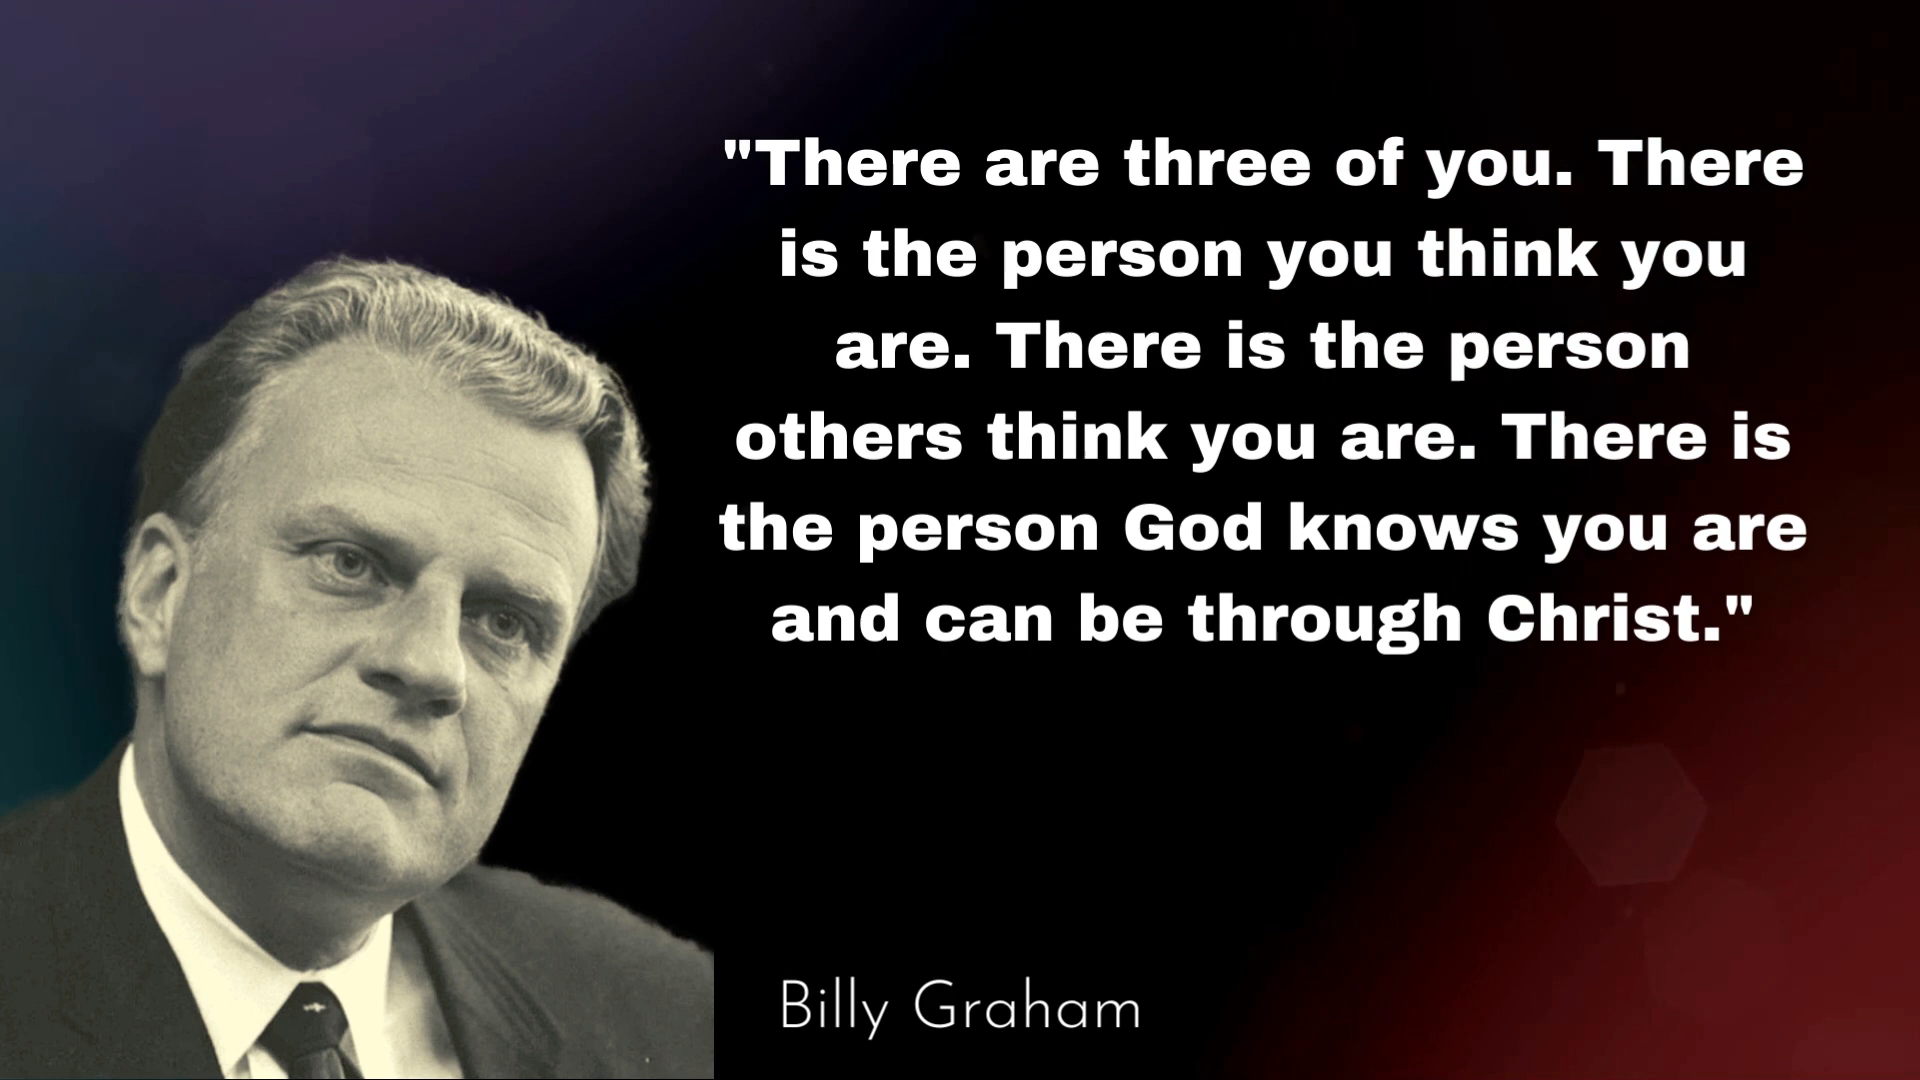 "There are three of you. There
is the person you think you
are. There is the person
others think you are. There is
the person God knows you are
and can be through Christ."
Billy Graham